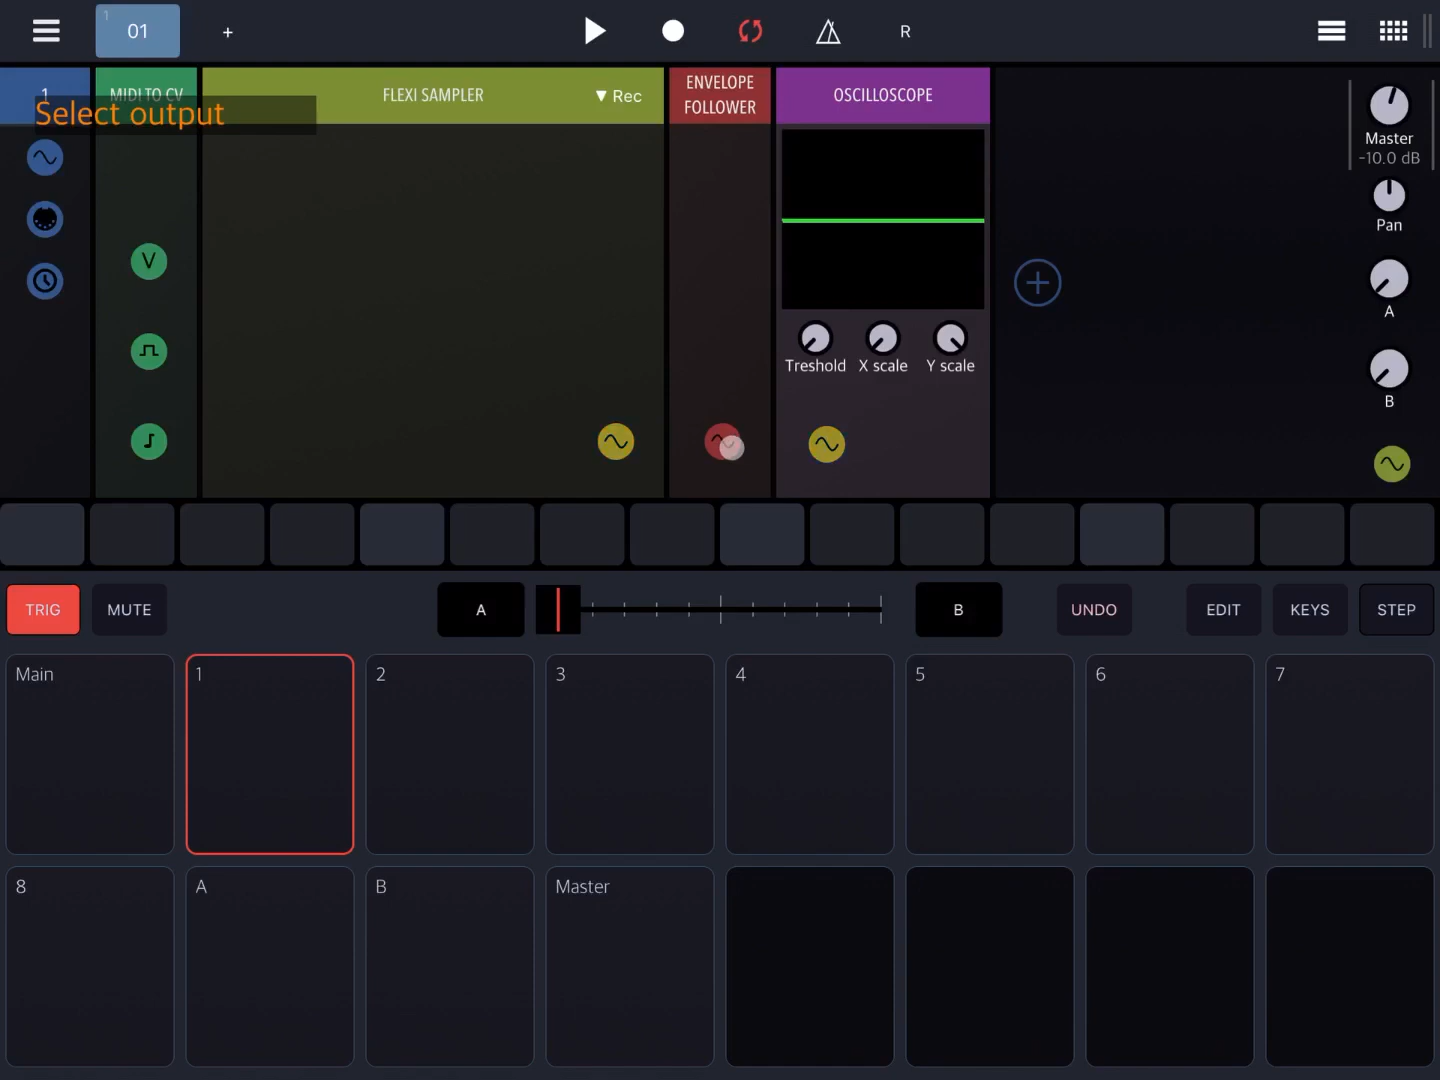 1
01
+
R
1
MIDI TO CV
FLEXI SAMPLER
▼ Rec
ENVELOPE
FOLLOWER
OSCILLOSCOPE
Select output
Master
-10.0 dB
Pan
A
B
V
Treshold
X scale
Y scale
TRIG
MUTE
A
B
UNDO
EDIT
KEYS
STEP
Main
1
2
3
4
5
6
7
8
A
B
Master